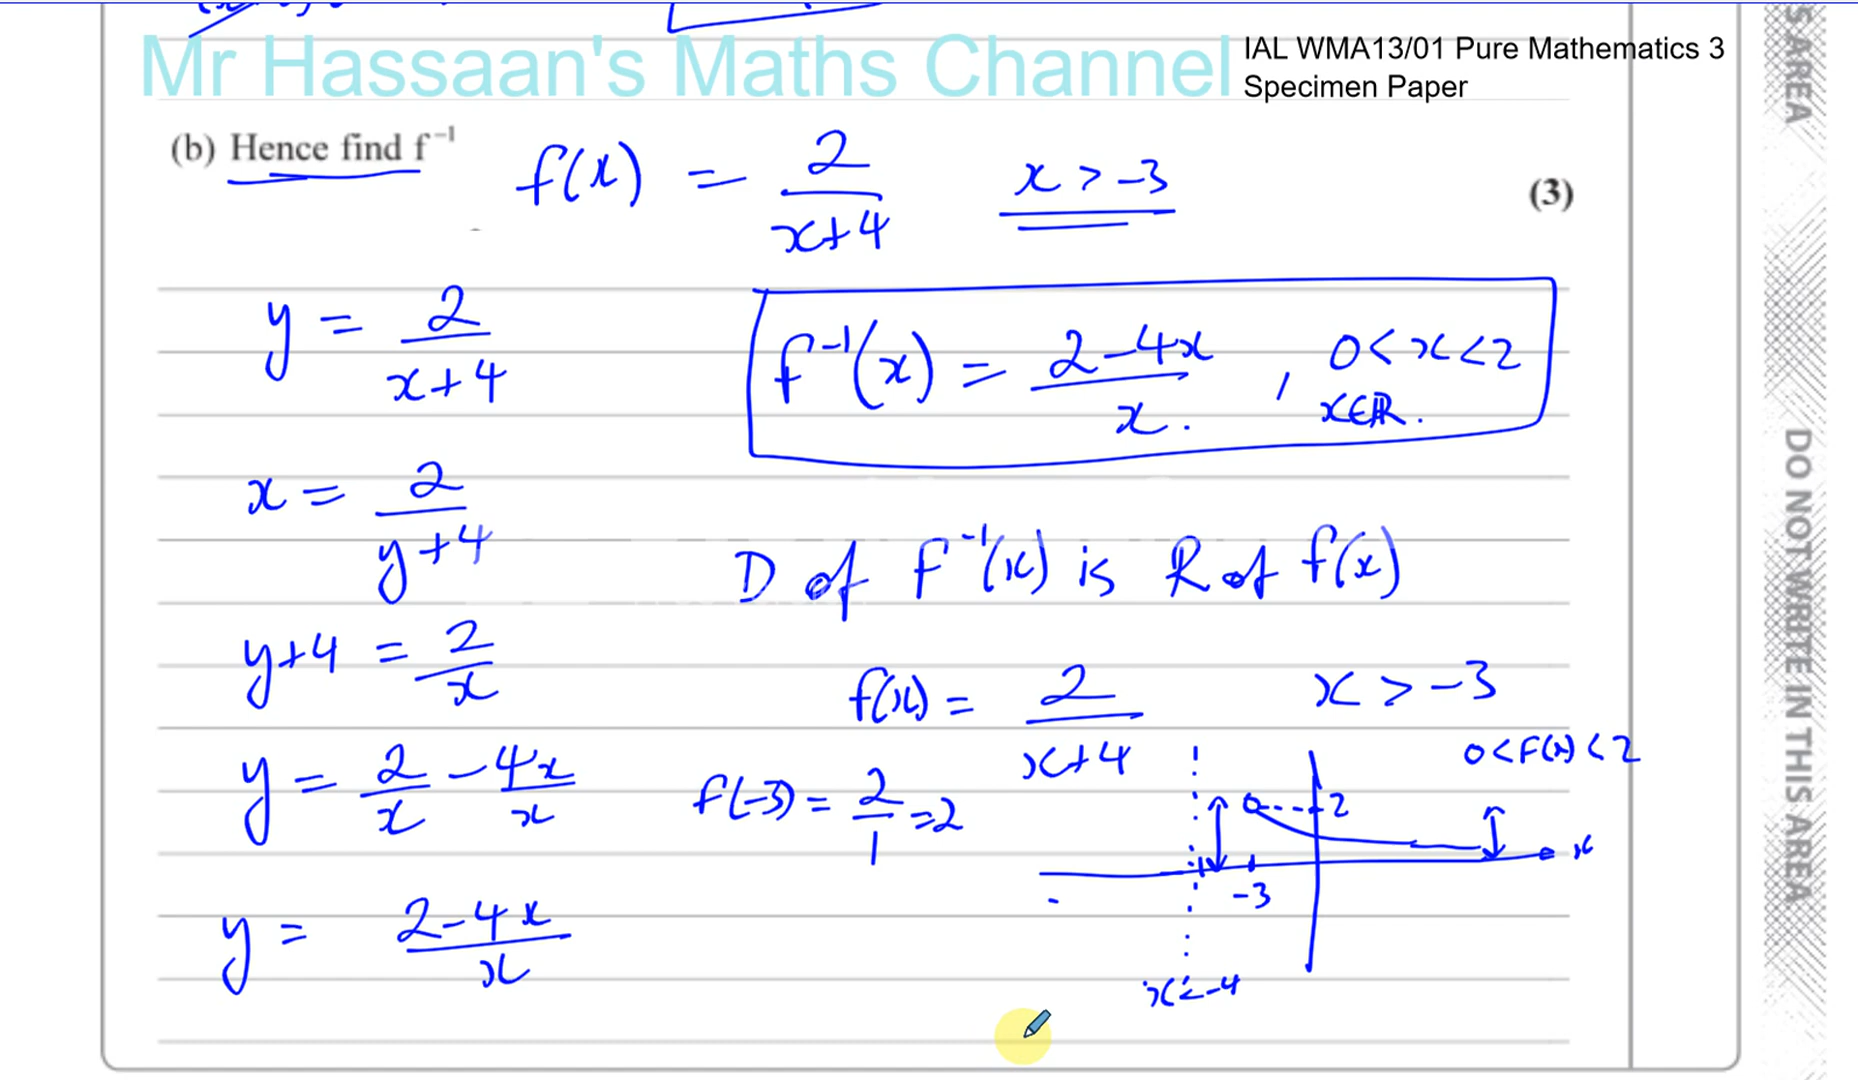 Mr Hassaan's Maths Channel
IAL WMA13/01 Pure Mathematics 3
Specimen Paper
S AREA
(b) Hence find f⁻¹
f(x) = 2/(x+4)   x > -3
(3)
y = 2/(x+4)
f⁻¹(x) = (2-4x)/x. , 0<x<2
x∈ℝ.
x = 2/(y+4)
D of F⁻¹(x) is R of f(x)
y+4 = 2/x
f(x) = 2/(x+4)   x > -3
0<F(x)<2
y = 2/x - 4x/x
f(-3) = 2/1 = 2
2
x
-3
y = (2-4x)/x
DO NOT WRITE IN THIS AREA